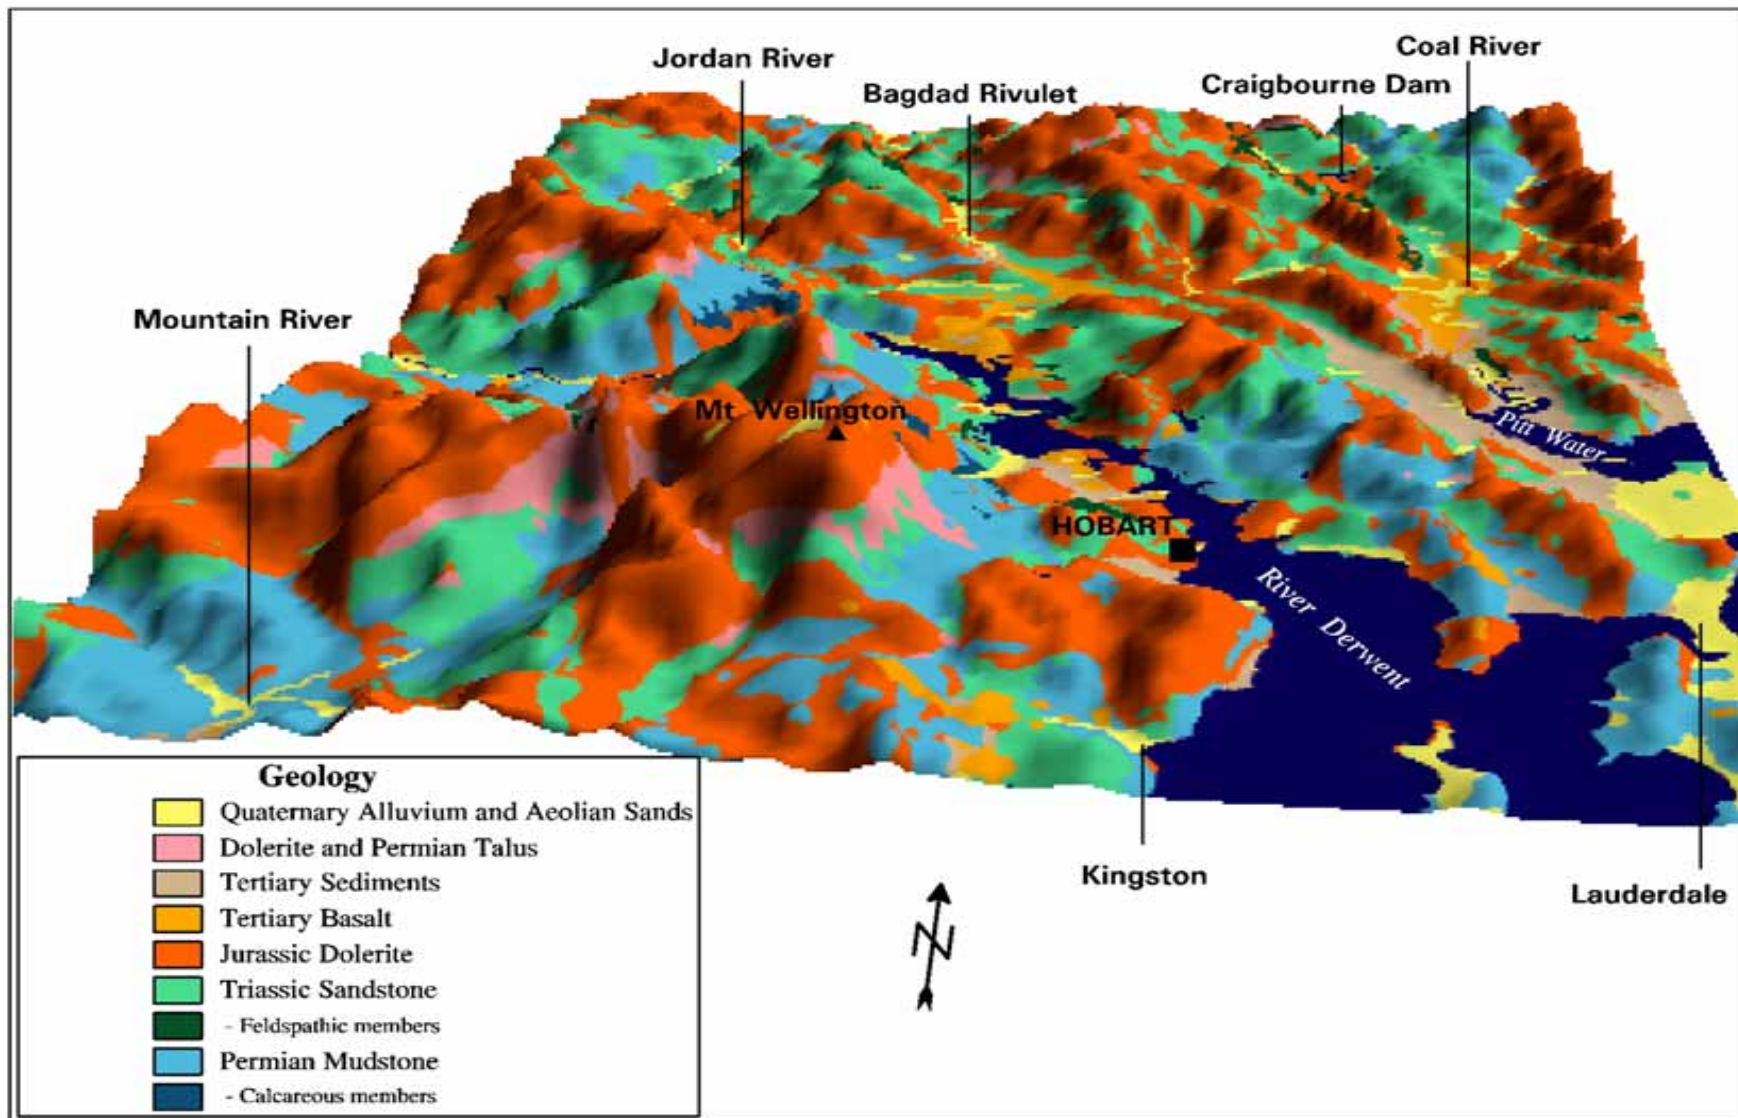 Coal River
Jordan River
Craigbourne Dam
Bagdad Rivulet
Mountain River
Mt. Wellington
Pitt Water
HOBART
River Derwent
Geology
Quaternary Alluvium and Aeolian Sands
Dolerite and Permian Talus
Tertiary Sediments
Tertiary Basalt
Jurassic Dolerite
Triassic Sandstone
- Feldspathic members
Permian Mudstone
- Calcareous members
Kingston
Lauderdale
N